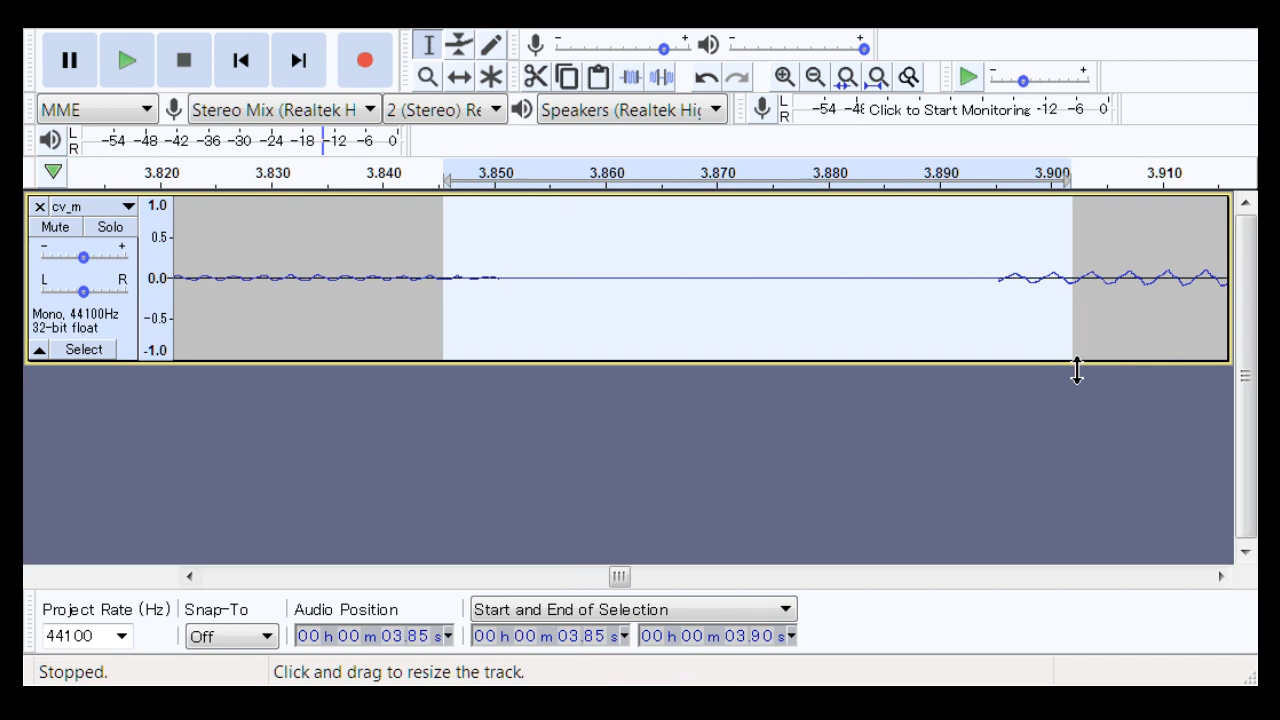 MME
Stereo Mix (Realtek H
2 (Stereo) Re
Speakers (Realtek Hig
L
R
-54 -48 Click to Start Monitoring -12 -6 0
L
R
-54 -48 -42 -36 -30 -24 -18 -12 -6 0
3.820 3.830 3.840 3.850 3.860 3.870 3.880 3.890 3.900 3.910
cv_m
Mute Solo
- +
L R
Mono, 44100Hz
32-bit float
Select
1.0
0.5
0.0
-0.5
-1.0
Project Rate (Hz) Snap-To Audio Position Start and End of Selection
44100 Off 00 h 00 m 03.85 s 00 h 00 m 03.85 s 00 h 00 m 03.90 s
Stopped. Click and drag to resize the track.